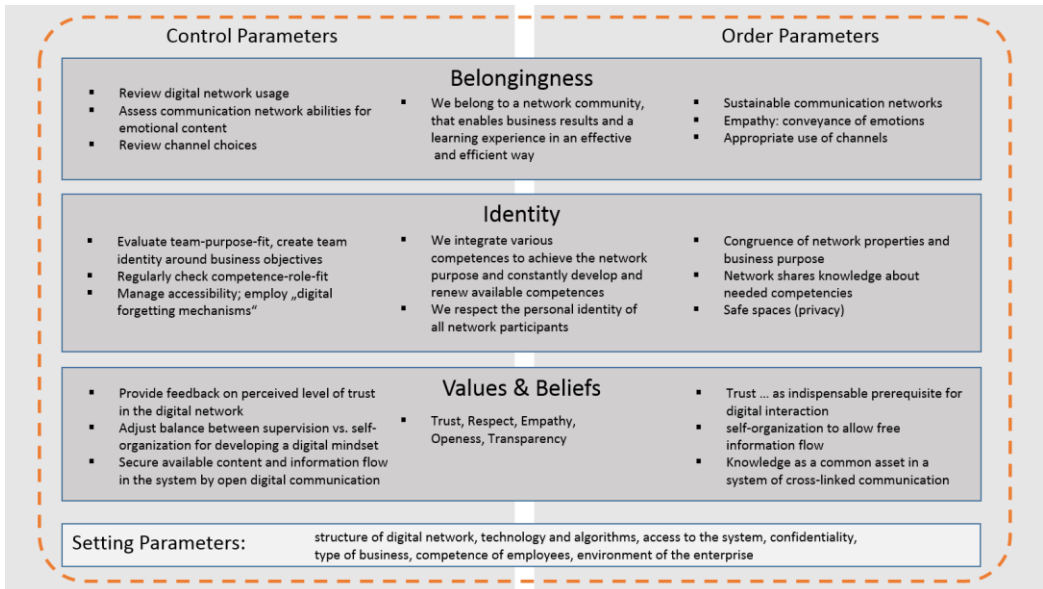 Control Parameters
Order Parameters
Belongingness
▪ Review digital network usage
▪ Assess communication network abilities for
emotional content
▪ Review channel choices
▪ We belong to a network community,
that enables business results and a
learning experience in an effective
and efficient way
▪ Sustainable communication networks
▪ Empathy: conveyance of emotions
▪ Appropriate use of channels
Identity
▪ Evaluate team-purpose-fit, create team
identity around business objectives
▪ Regularly check competence-role-fit
▪ Manage accessibility; employ „digital
forgetting mechanisms“
▪ We integrate various
competences to achieve the network
purpose and constantly develop and
renew available competences
▪ We respect the personal identity of
all network participants
▪ Congruence of network properties and
business purpose
▪ Network shares knowledge about
needed competencies
▪ Safe spaces (privacy)
Values & Beliefs
▪ Provide feedback on perceived level of trust
in the digital network
▪ Adjust balance between supervision vs. self-
organization for developing a digital mindset
▪ Secure available content and information flow
in the system by open digital communication
▪ Trust, Respect, Empathy,
Openess, Transparency
▪ Trust ... as indispensable prerequisite for
digital interaction
▪ self-organization to allow free
information flow
▪ Knowledge as a common asset in a
system of cross-linked communication
Setting Parameters:
structure of digital network, technology and algorithms, access to the system, confidentiality,
type of business, competence of employees, environment of the enterprise